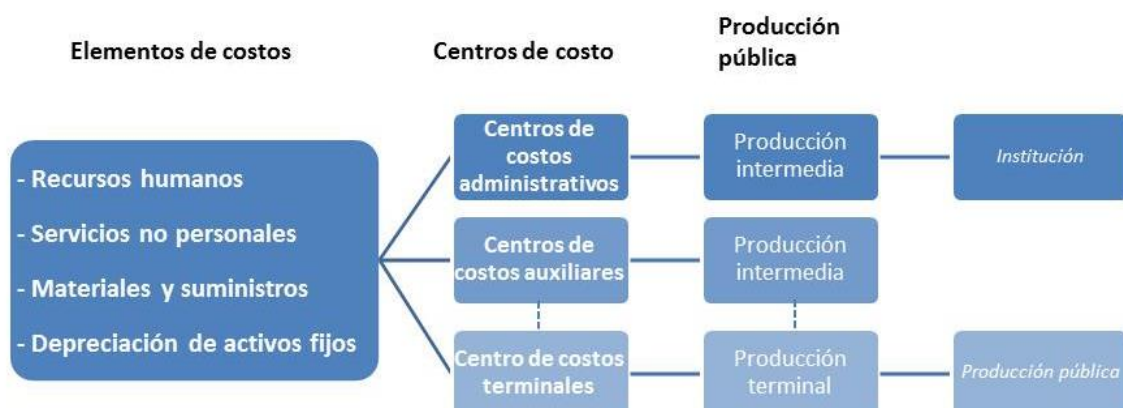 Elementos de costos
Centros de costo
Producción
pública
- Recursos humanos
- Servicios no personales
- Materiales y suministros
- Depreciación de activos fijos
Centros de
costos
administrativos
Producción
intermedia
Institución
Centros de
costos auxiliares
Producción
intermedia
Centro de costos
terminales
Producción
terminal
Producción pública